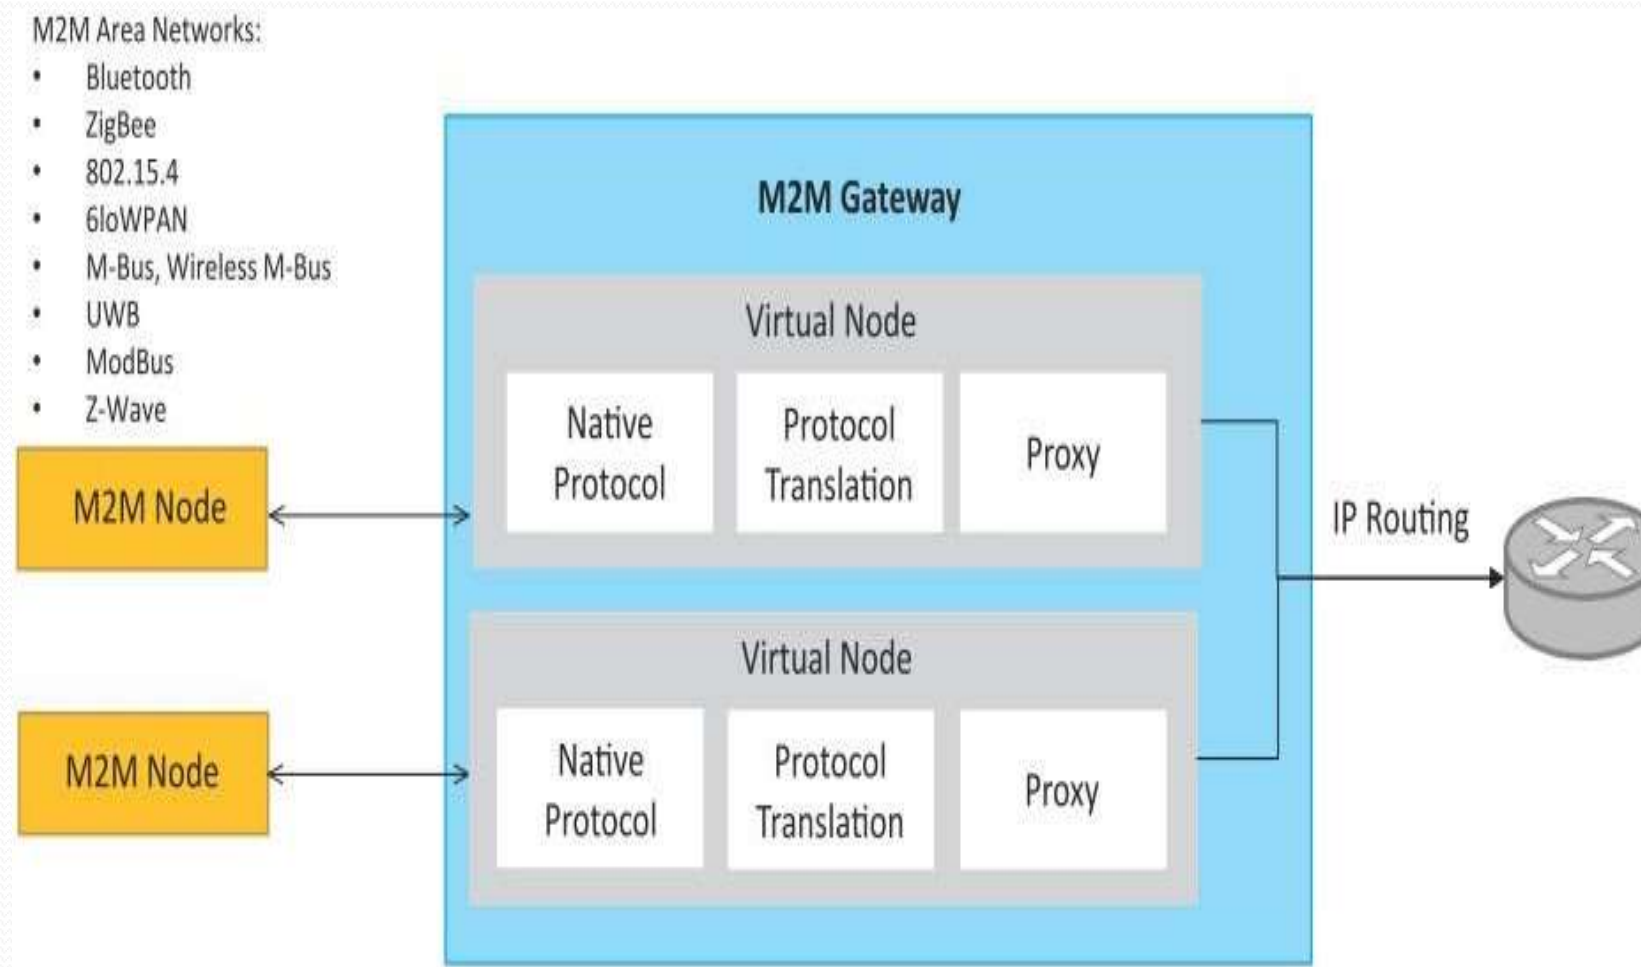 M2M Area Networks:
• Bluetooth
• ZigBee
• 802.15.4
• 6loWPAN
• M-Bus, Wireless M-Bus
• UWB
• ModBus
• Z-Wave
M2M Node
M2M Node
M2M Gateway
Virtual Node
Native
Protocol
Protocol
Translation
Proxy
Virtual Node
Native
Protocol
Protocol
Translation
Proxy
IP Routing